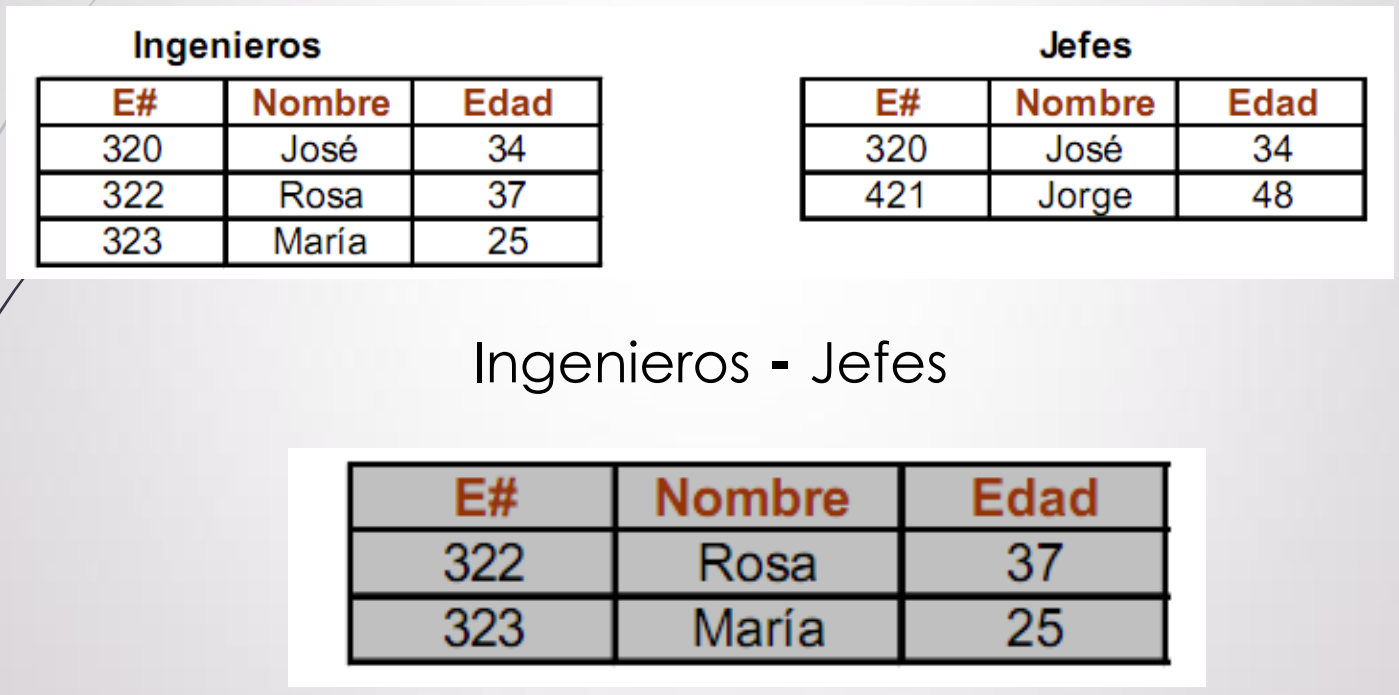 Ingenieros
E# Nombre Edad
320 José 34
322 Rosa 37
323 María 25
Jefes
E# Nombre Edad
320 José 34
421 Jorge 48
Ingenieros - Jefes
E# Nombre Edad
322 Rosa 37
323 María 25